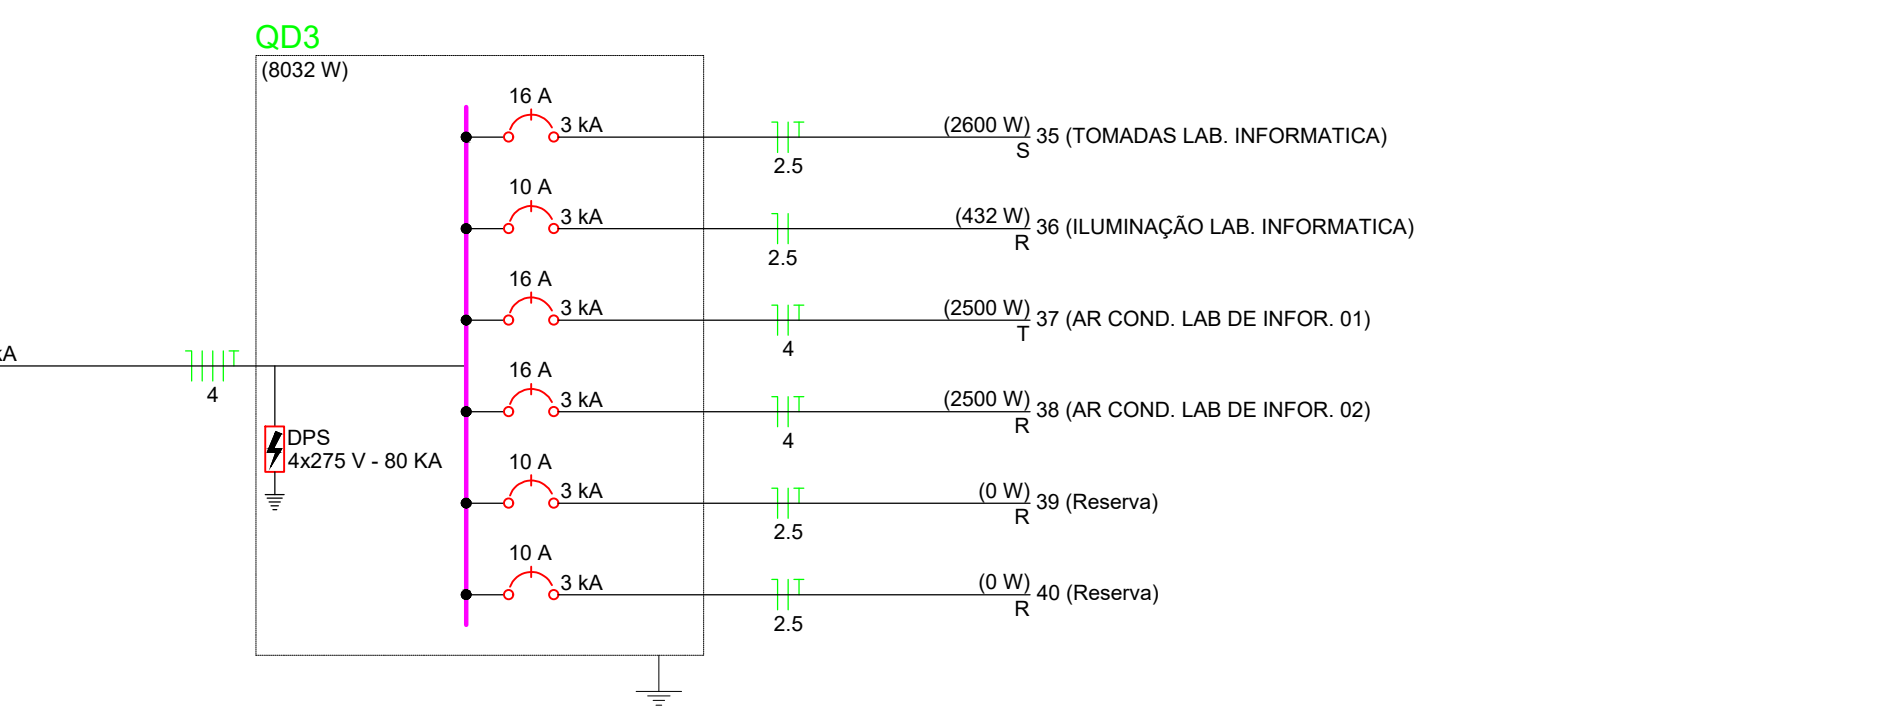 QD3
(8032 W)
16 A
3 kA
2.5
(2600 W)
S
35 (TOMADAS LAB. INFORMATICA)
10 A
3 kA
2.5
(432 W)
R
36 (ILUMINAÇÃO LAB. INFORMATICA)
16 A
3 kA
4
(2500 W)
T
37 (AR COND. LAB DE INFOR. 01)
kA
4
16 A
3 kA
4
(2500 W)
R
38 (AR COND. LAB DE INFOR. 02)
DPS
4x275 V - 80 KA
10 A
3 kA
2.5
(0 W)
R
39 (Reserva)
10 A
3 kA
2.5
(0 W)
R
40 (Reserva)